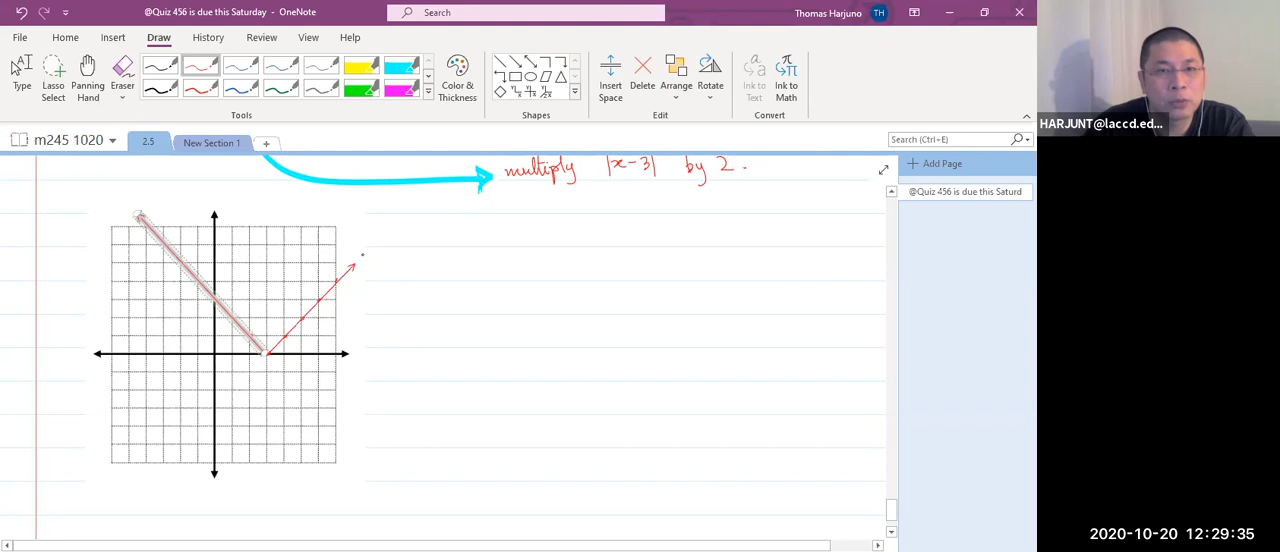 @Quiz 456 is due this Saturday - OneNote
Search
Thomas Harjuno
TH
File
Home
Insert
Draw
History
Review
View
Help
Type
Lasso Select
Panning Hand
Eraser
Color & Thickness
Insert Space
Delete
Arrange
Rotate
Ink to Text
Ink to Math
Tools
Shapes
Edit
Convert
HARJUNT@laccd.ed...
m245 1020
2.5
New Section 1
Search (Ctrl+E)
Add Page
@Quiz 456 is due this Saturd
multiply |x-3| by 2.
2020-10-20 12:29:35